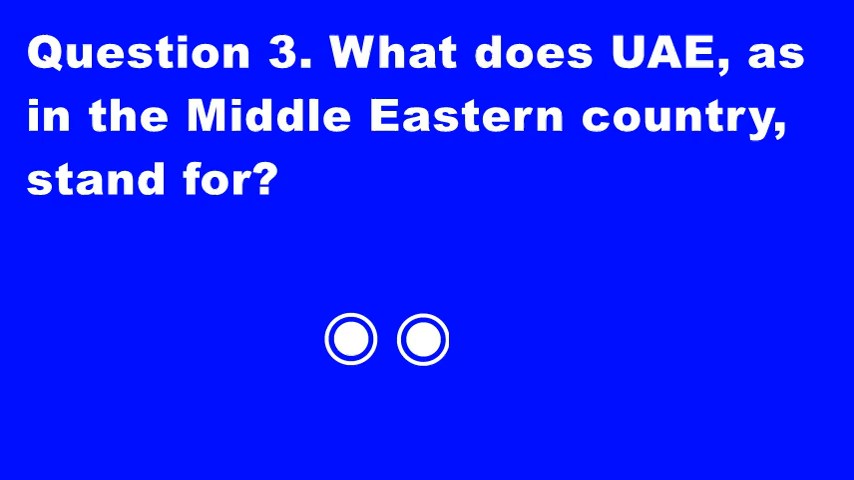 Question 3. What does UAE, as
in the Middle Eastern country,
stand for?